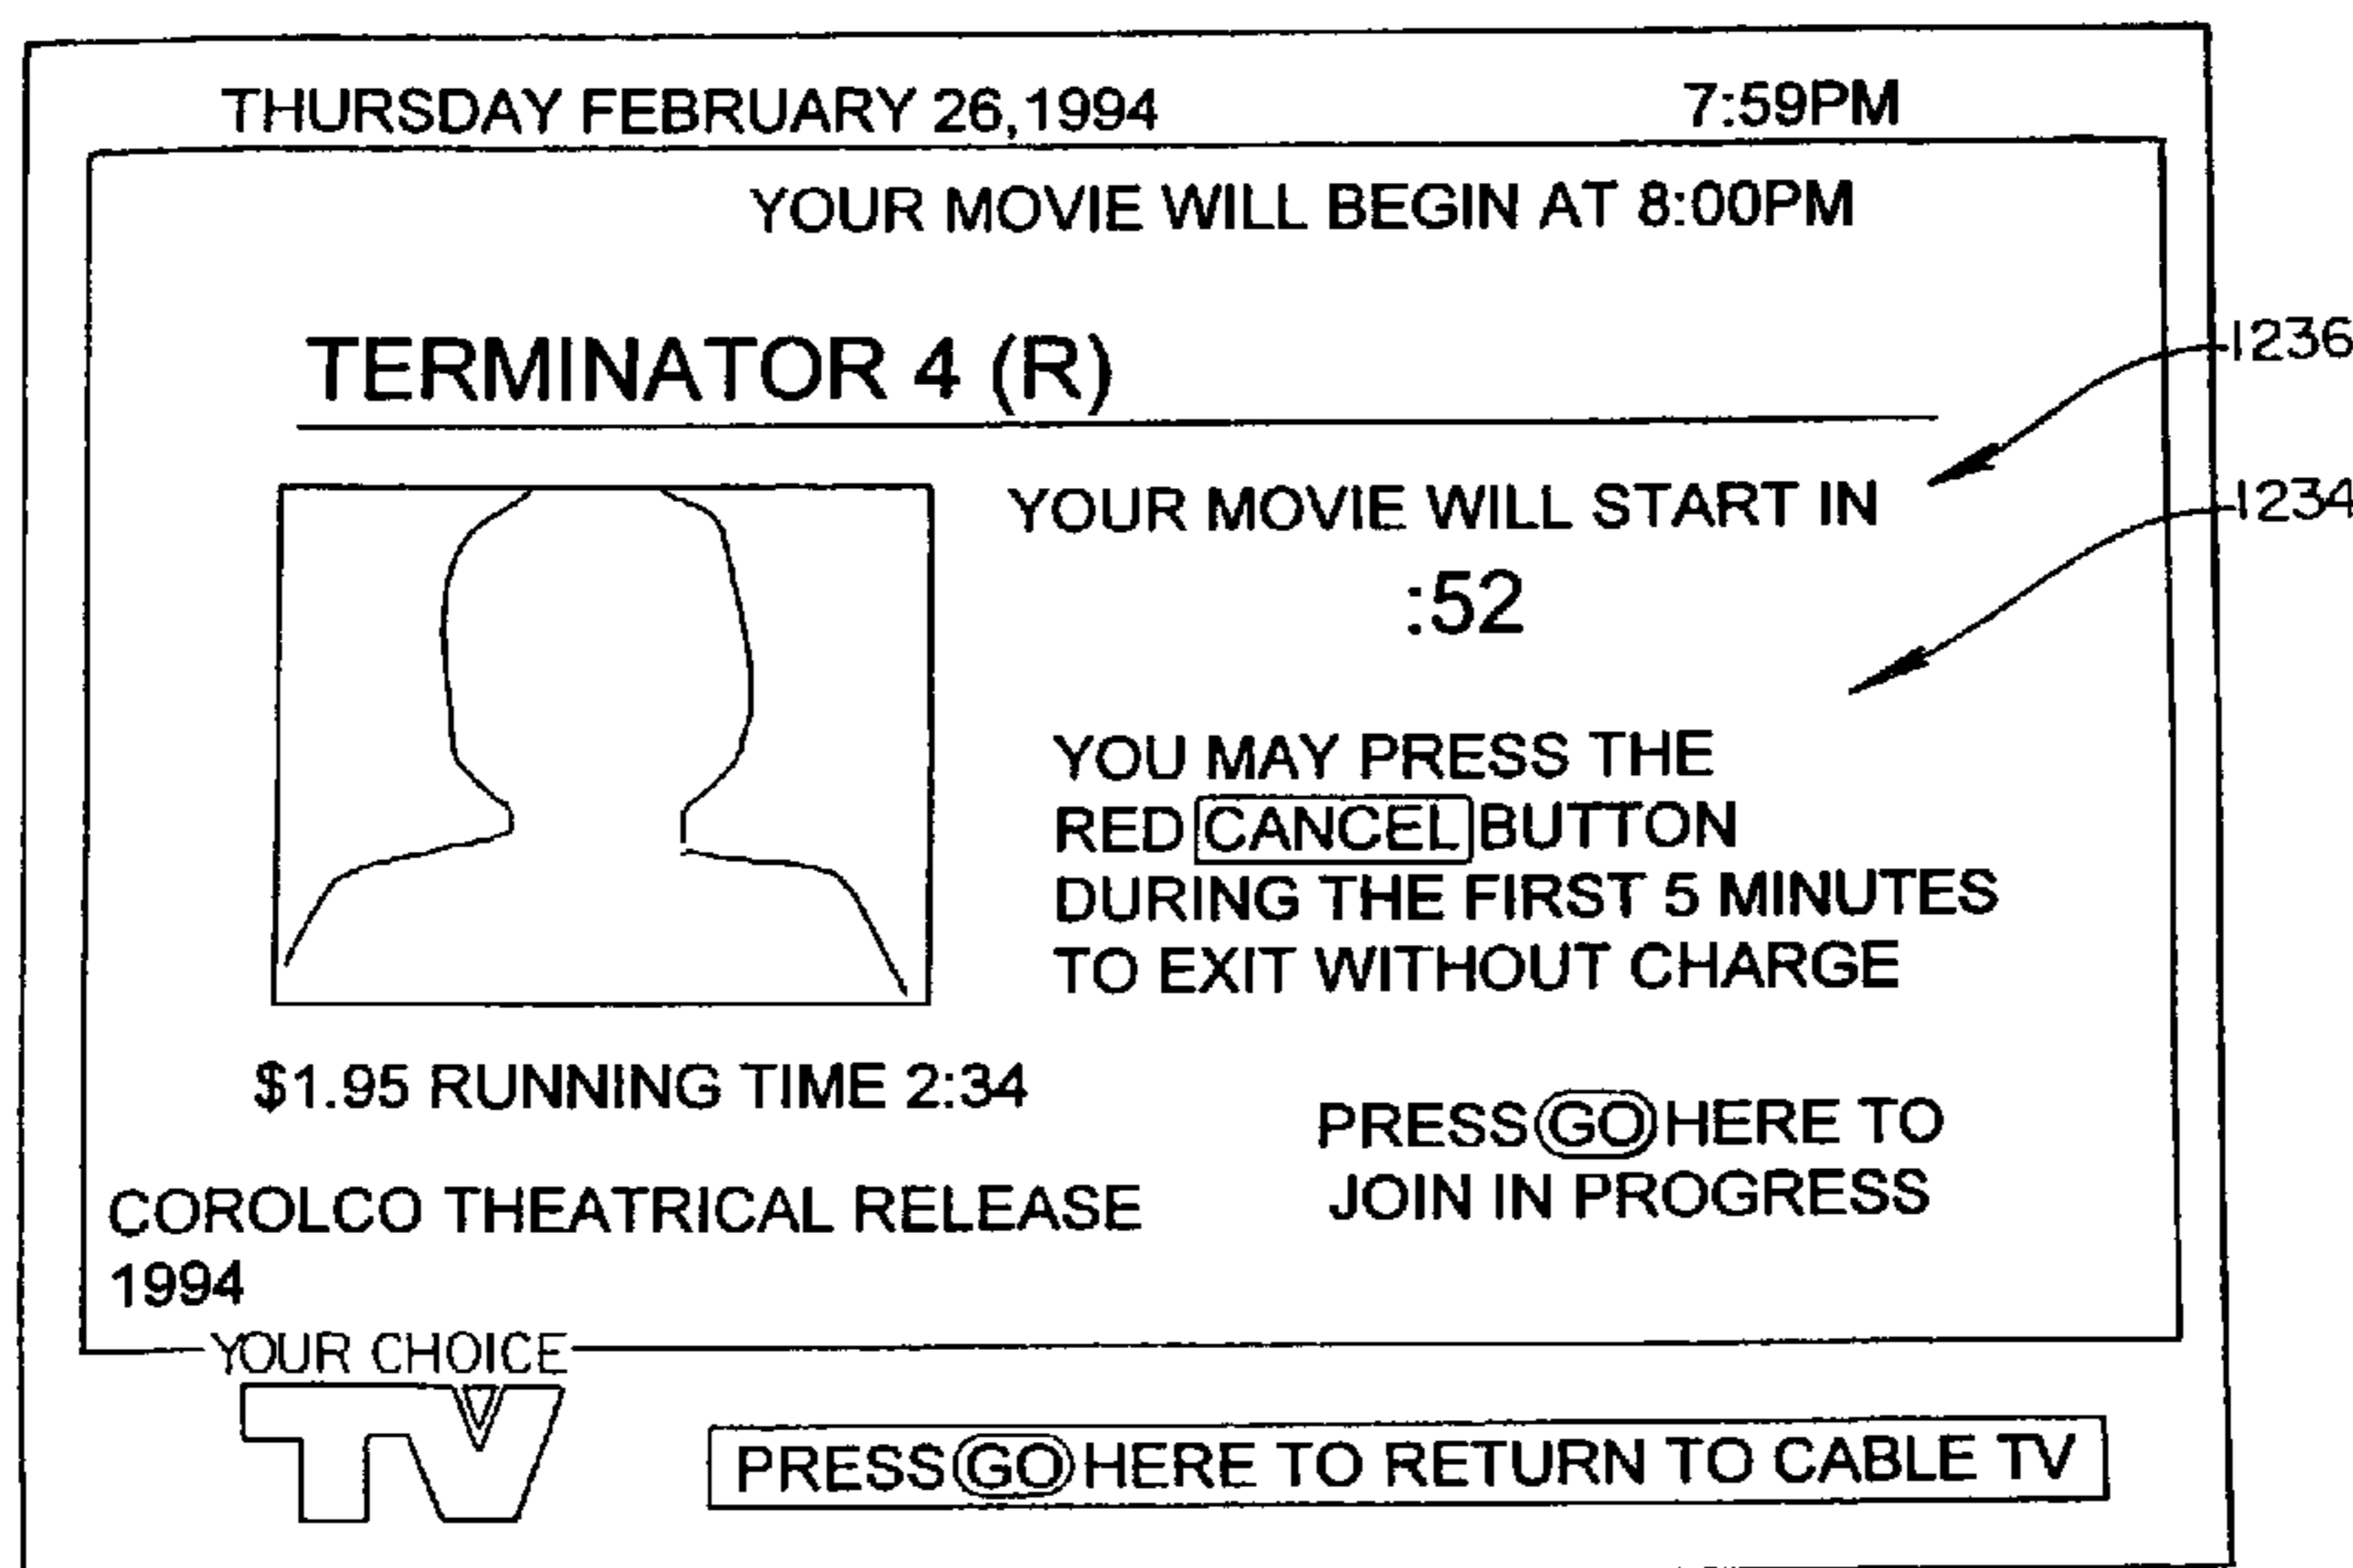 THURSDAY FEBRUARY 26,1994 7:59PM
YOUR MOVIE WILL BEGIN AT 8:00PM
TERMINATOR 4 (R)
1236
YOUR MOVIE WILL START IN
1234
:52
YOU MAY PRESS THE
RED CANCEL BUTTON
DURING THE FIRST 5 MINUTES
TO EXIT WITHOUT CHARGE
$1.95 RUNNING TIME 2:34
PRESS GO HERE TO
JOIN IN PROGRESS
COROLCO THEATRICAL RELEASE
1994
YOUR CHOICE
TV
PRESS GO HERE TO RETURN TO CABLE TV